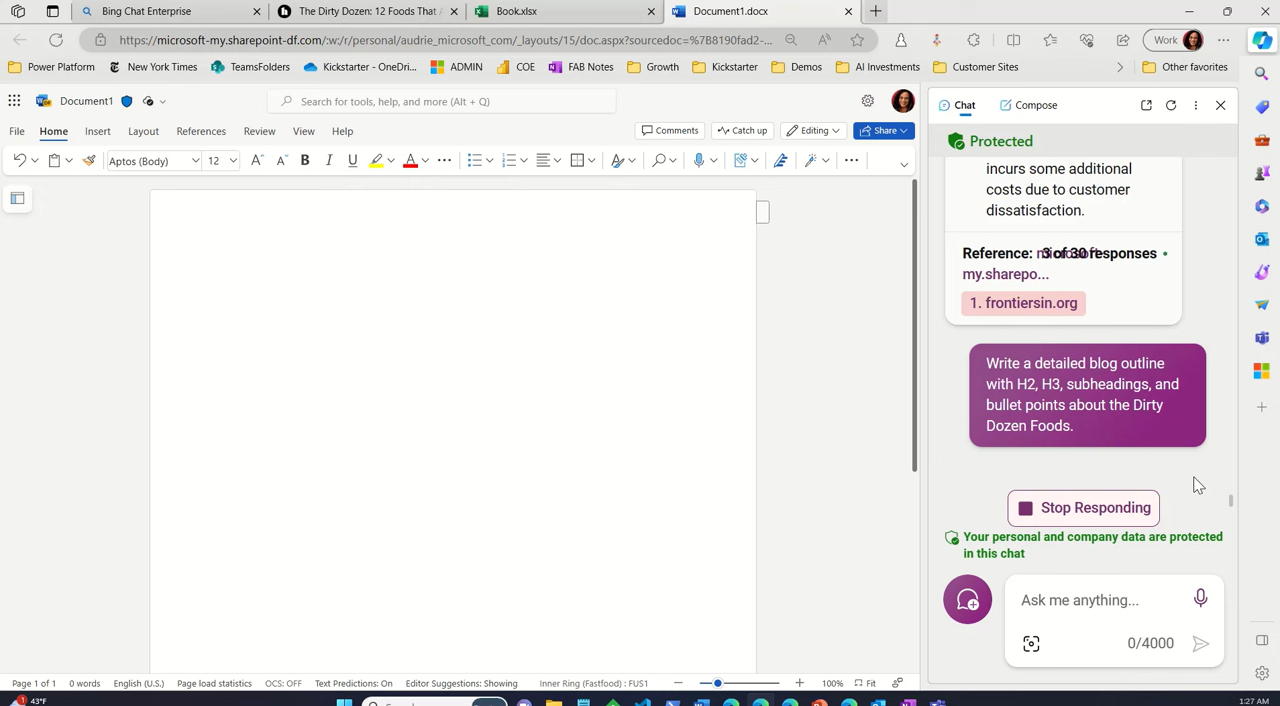 Bing Chat Enterprise
The Dirty Dozen: 12 Foods That A
Book.xlsx
Document1.docx
https://microsoft-my.sharepoint-df.com/:w:/r/personal/audrie_microsoft_com/_layouts/15/doc.aspx?sourcedoc=%7B8190fad2-...
Work
Power Platform
New York Times
TeamsFolders
Kickstarter - OneDri...
ADMIN
COE
FAB Notes
Growth
Kickstarter
Demos
AI Investments
Customer Sites
Other favorites
Document1
Search for tools, help, and more (Alt + Q)
File
Home
Insert
Layout
References
Review
View
Help
Comments
Catch up
Editing
Share
Aptos (Body)
12
Chat
Compose
Protected
incurs some additional
costs due to customer
dissatisfaction.
Reference: microsoft-
3 of 30 responses
my.sharepo...
1. frontiersin.org
Write a detailed blog outline
with H2, H3, subheadings, and
bullet points about the Dirty
Dozen Foods.
Stop Responding
Your personal and company data are protected
in this chat
Ask me anything...
0/4000
Page 1 of 1
0 words
English (U.S.)
Page load statistics
OCS: OFF
Text Predictions: On
Editor Suggestions: Showing
Inner Ring (Fastfood) : FUS1
100%
Fit
43°F
1:27 AM